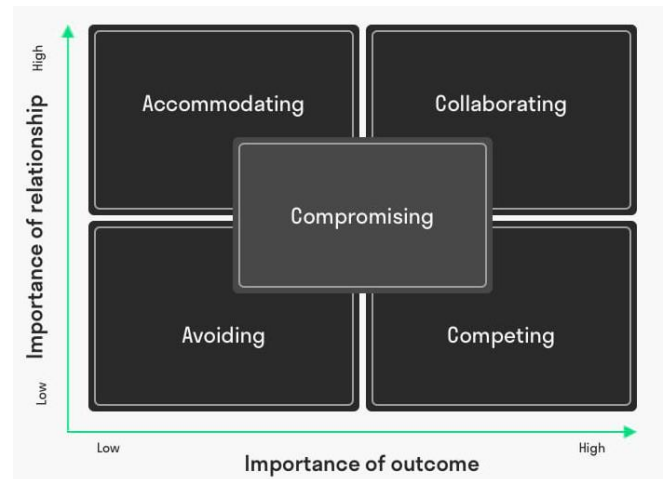 High
Importance of relationship
Low
Accommodating
Collaborating
Compromising
Avoiding
Competing
Low
High
Importance of outcome